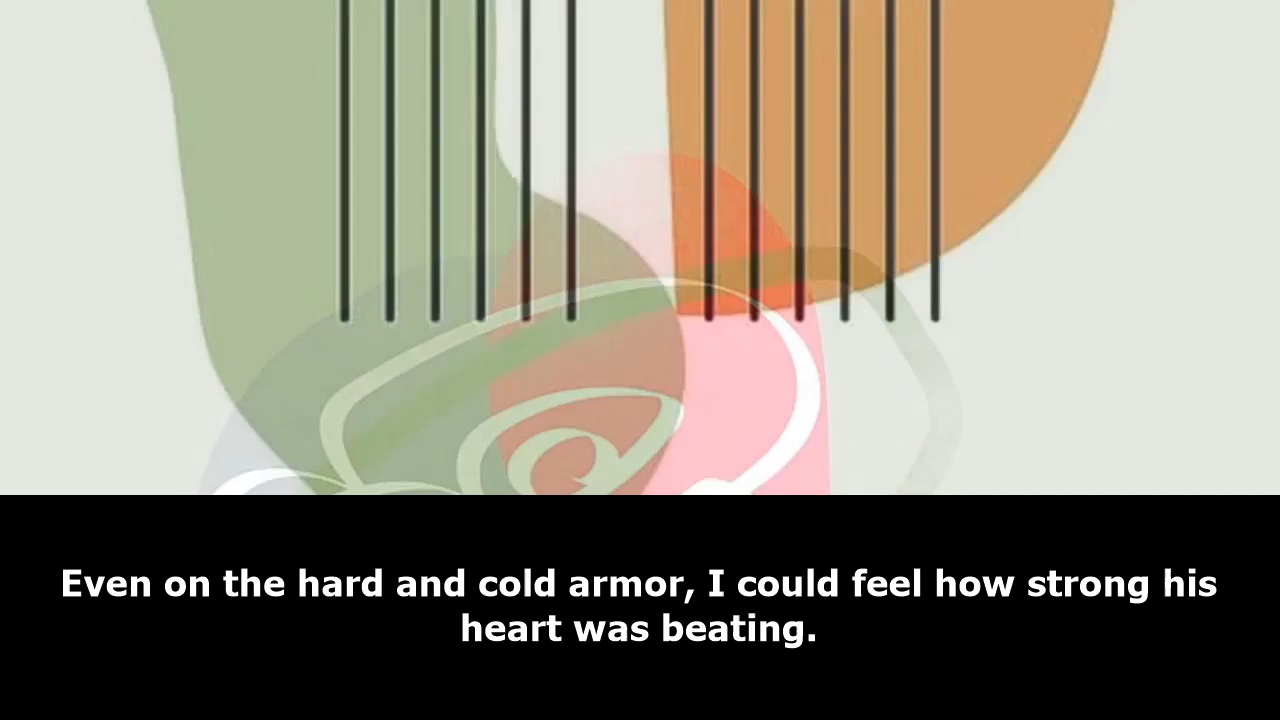 Even on the hard and cold armor, I could feel how strong his
heart was beating.